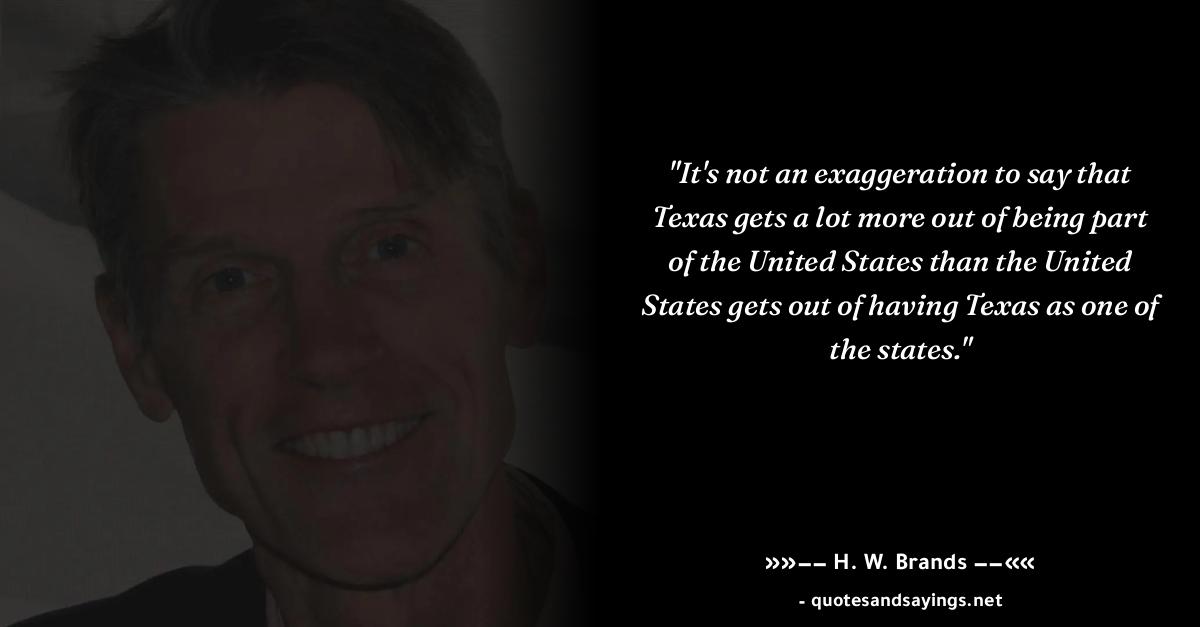 "It's not an exaggeration to say that
Texas gets a lot more out of being part
of the United States than the United
States gets out of having Texas as one of
the states."
»»−− H. W. Brands −−««
- quotesandsayings.net